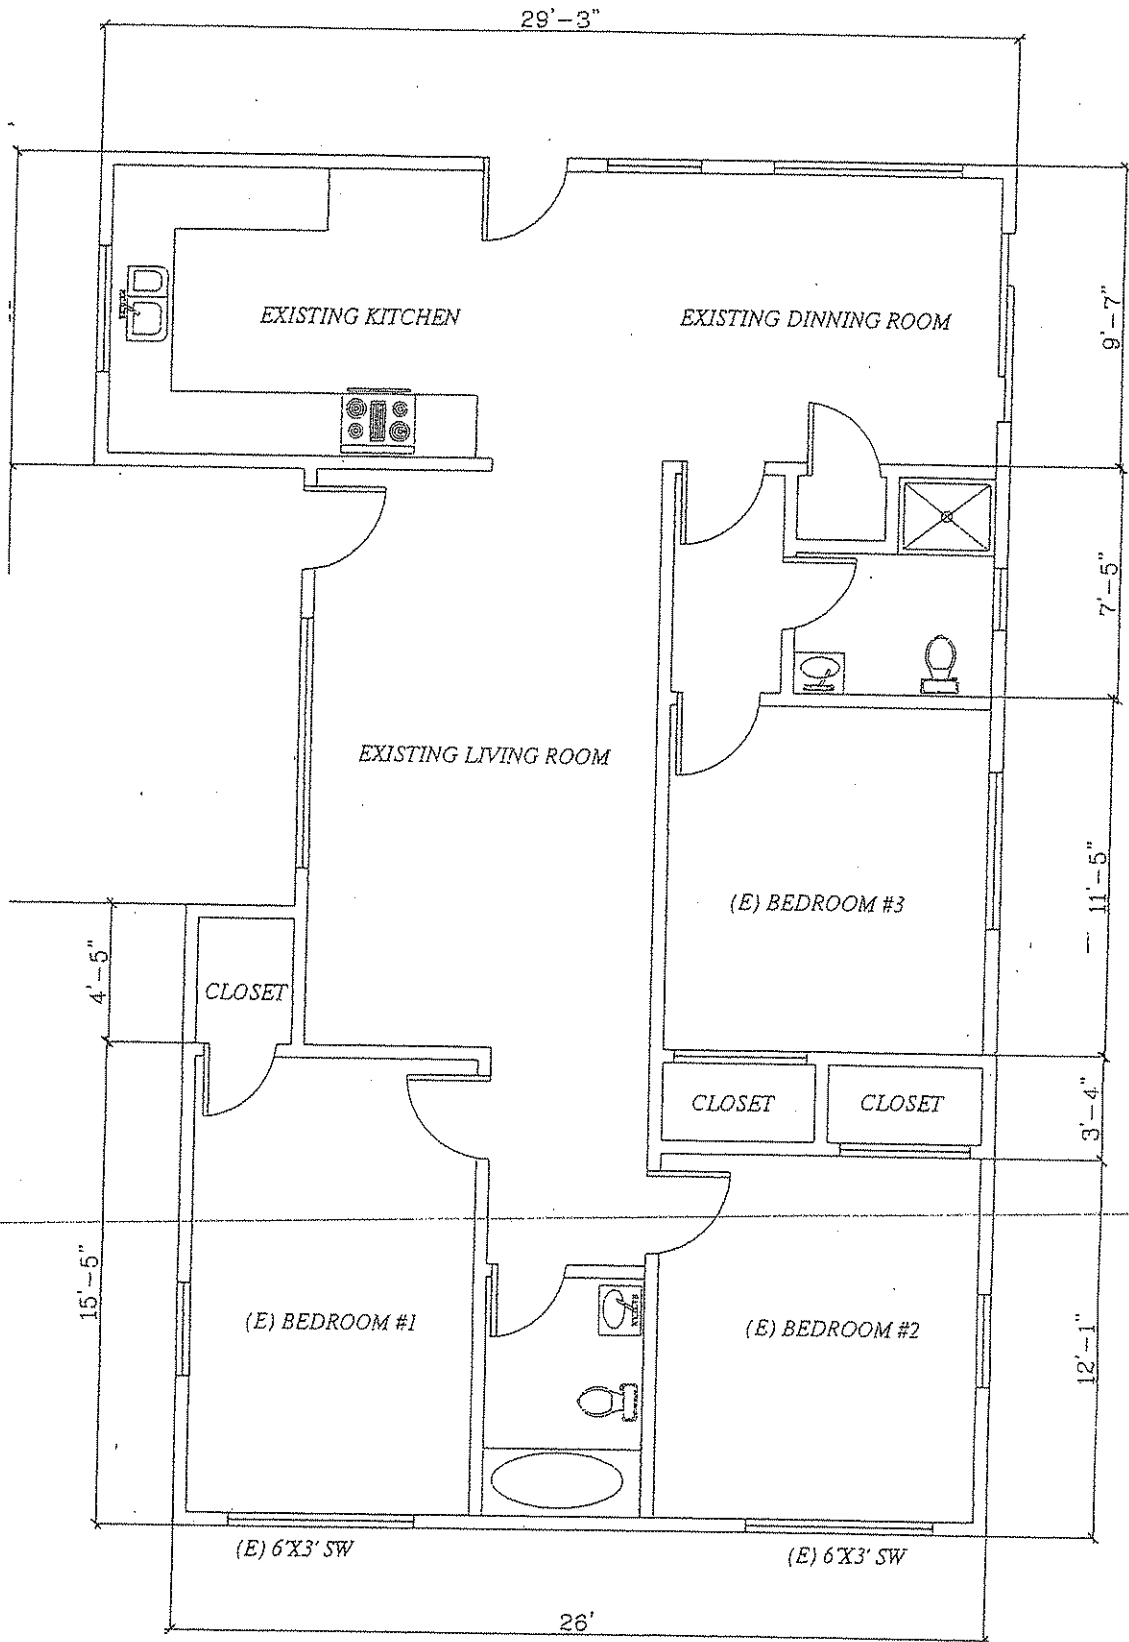 29'-3"
EXISTING KITCHEN
EXISTING DINNING ROOM
9'-7"
7'-5"
EXISTING LIVING ROOM
11'-5"
(E) BEDROOM #3
4'-5"
CLOSET
CLOSET
CLOSET
3'-4"
15'-5"
(E) BEDROOM #1
(E) BEDROOM #2
12'-1"
(E) 6'X3' SW
(E) 6'X3' SW
26'